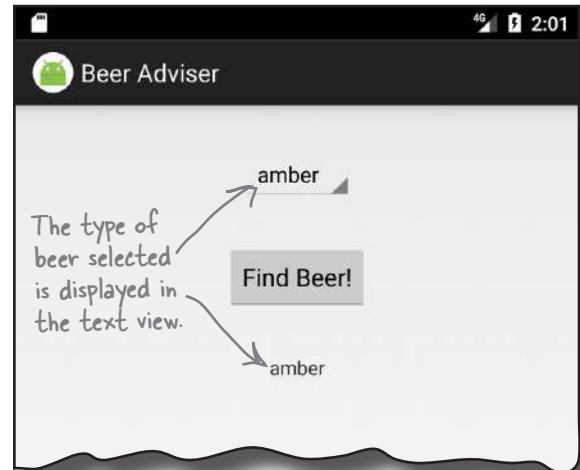 4G 2:01
Beer Adviser
amber
The type of
beer selected
is displayed in
the text view.
Find Beer!
amber